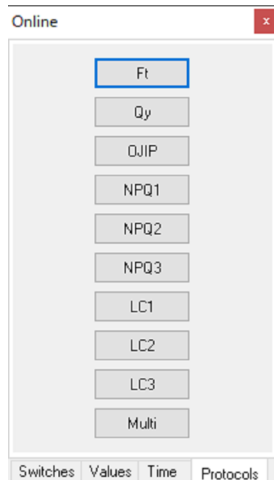 Online
x
Ft
Qy
OJIP
NPQ1
NPQ2
NPQ3
LC1
LC2
LC3
Multi
Switches Values Time Protocols